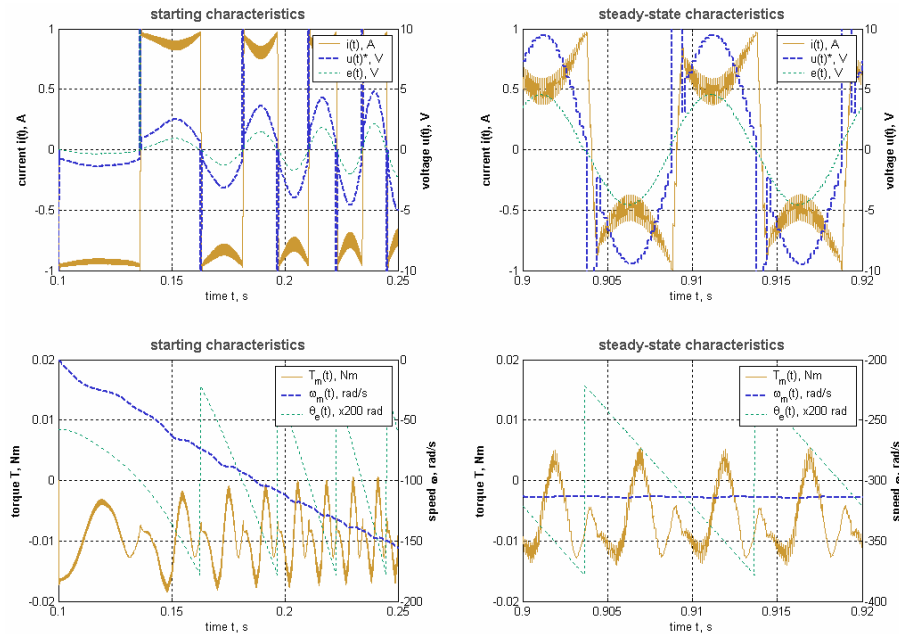 starting characteristics
1
0.5
0
-0.5
-1
current i(t), A
10
5
0
-5
-10
voltage u(t), V
i(t), A
u(t)*, V
e(t), V
0.1
0.15
0.2
0.25
time t, s
steady-state characteristics
1
0.5
0
-0.5
-1
current i(t), A
10
5
0
-5
-10
voltage u(t), V
i(t), A
u(t)*, V
e(t), V
0.9
0.905
0.91
0.915
0.92
time t, s
starting characteristics
0.02
0.01
0
-0.01
-0.02
torque T, Nm
0
-50
-100
-150
-200
-250
speed ω, rad/s
T_m(t), Nm
ω_m(t), rad/s
θ_e(t), x200 rad
0.1
0.15
0.2
0.25
time t, s
steady-state characteristics
0.02
0.01
0
-0.01
-0.02
torque T, Nm
-200
-250
-300
-350
-400
speed ω, rad/s
T_m(t), Nm
ω_m(t), rad/s
θ_e(t), x200 rad
0.9
0.905
0.91
0.915
0.92
time t, s